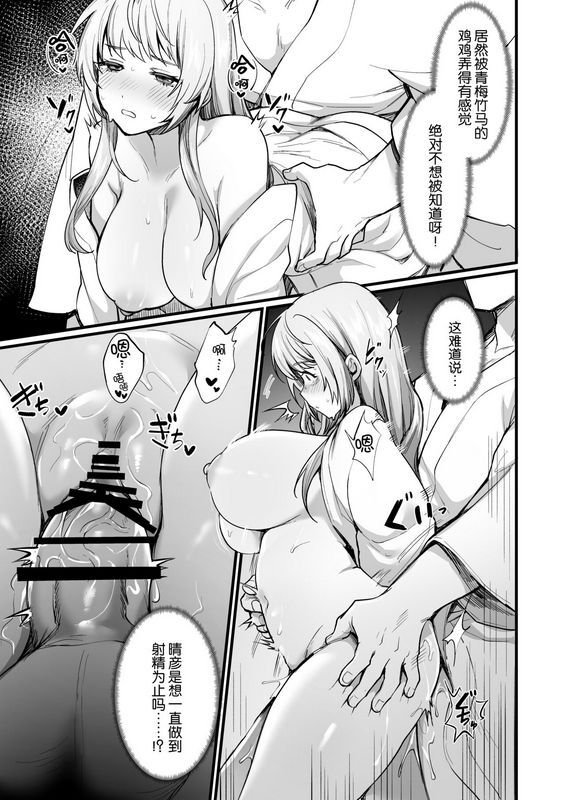 居然被青梅竹马的
鸡鸡弄得有感觉
绝对不想被知道呀！
哈♥
哈啊♥
这难道说…
啊…♥
嗯
唔唔♥
嗯
晴彦是想一直做到
射精为止吗……!?